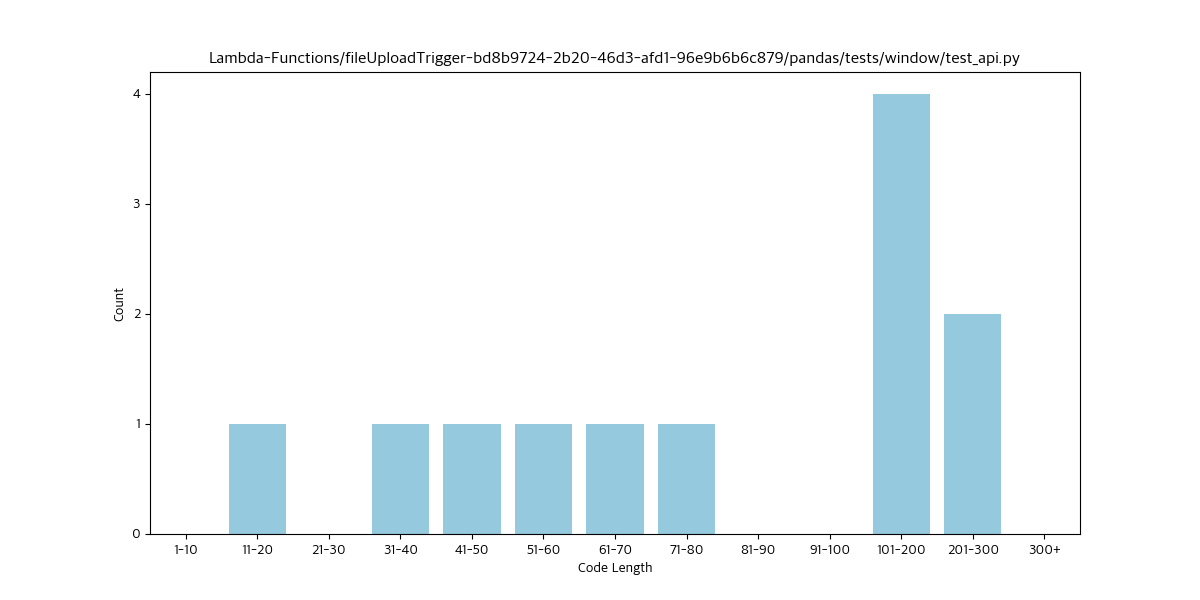 Lambda-Functions/fileUploadTrigger-bd8b9724-2b20-46d3-afd1-96e9b6b6c879/pandas/tests/window/test_api.py
4
3
2
1
0
Count
1-10 11-20 21-30 31-40 41-50 51-60 61-70 71-80 81-90 91-100 101-200 201-300 300+
Code Length